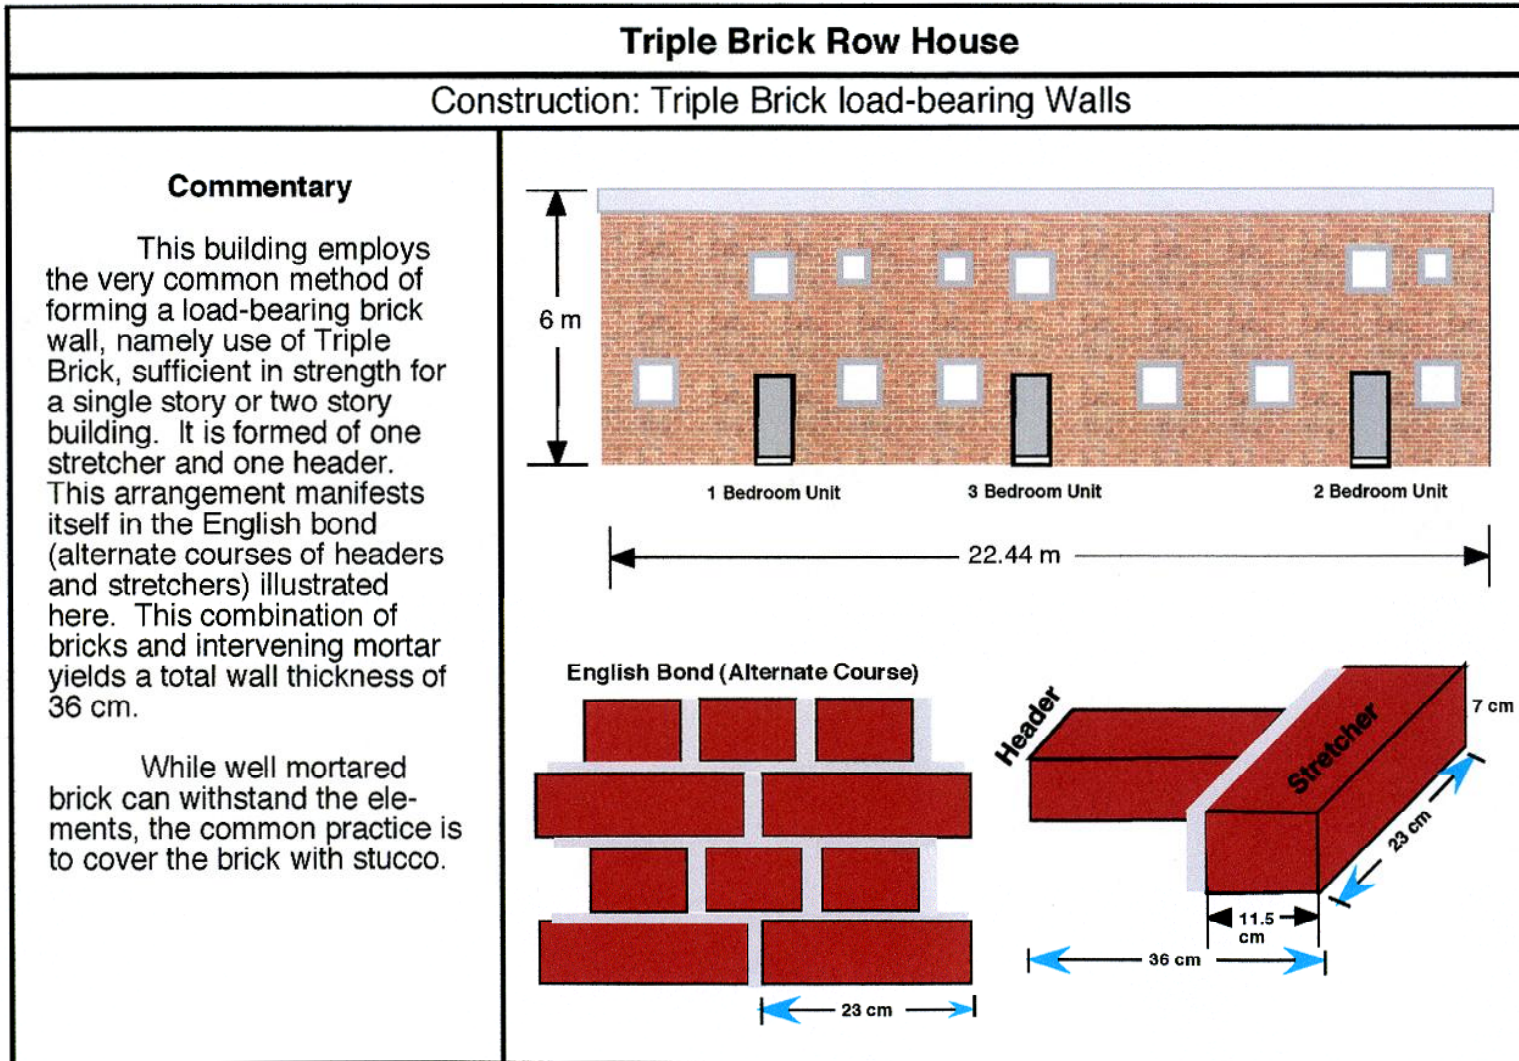 Triple Brick Row House
Construction: Triple Brick load-bearing Walls
Commentary
This building employs
the very common method of
forming a load-bearing brick
wall, namely use of Triple
Brick, sufficient in strength for
a single story or two story
building. It is formed of one
stretcher and one header.
This arrangement manifests
itself in the English bond
(alternate courses of headers
and stretchers) illustrated
here. This combination of
bricks and intervening mortar
yields a total wall thickness of
36 cm.
While well mortared
brick can withstand the ele-
ments, the common practice is
to cover the brick with stucco.
6 m
1 Bedroom Unit
3 Bedroom Unit
2 Bedroom Unit
22.44 m
English Bond (Alternate Course)
23 cm
Header
Stretcher
7 cm
23 cm
11.5
cm
36 cm